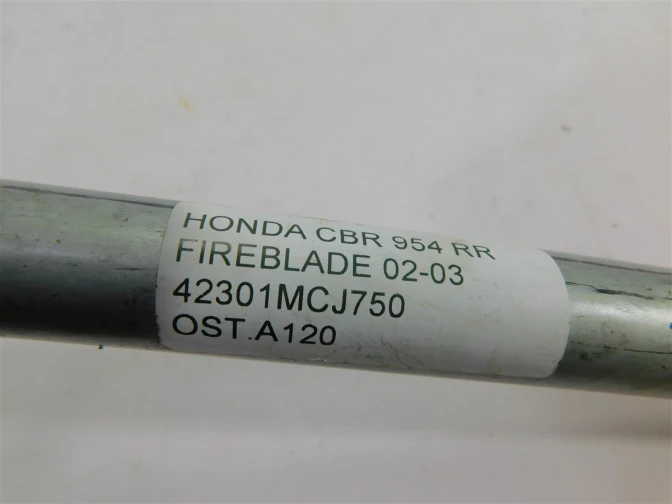 HONDA CBR 954 RR
FIREBLADE 02-03
42301MCJ750
OST.A120